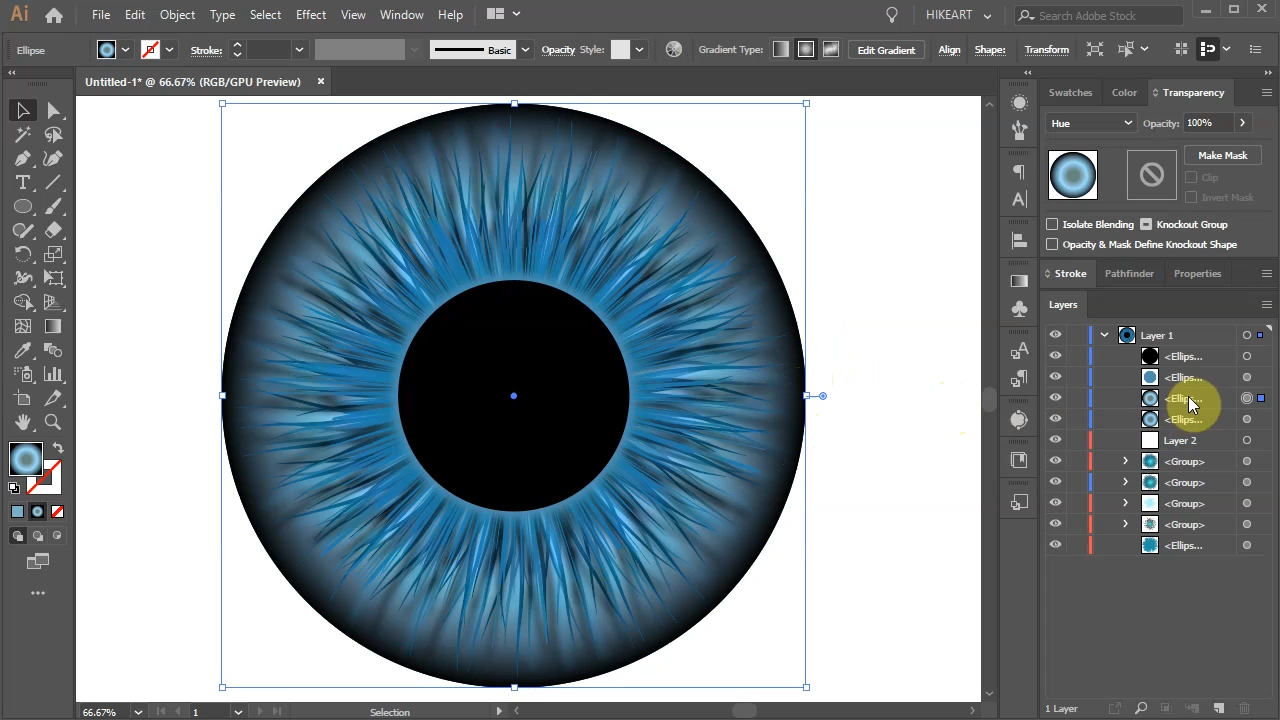 Ai File Edit Object Type Select Effect View Window Help HIKEART Search Adobe Stock
Ellipse Stroke: Basic Opacity Style: Gradient Type: Edit Gradient Align Shape: Transform
Untitled-1* @ 66.67% (RGB/GPU Preview) ×
Swatches Color Transparency
Hue Opacity: 100%
Make Mask
Clip
Invert Mask
Isolate Blending Knockout Group
Opacity & Mask Define Knockout Shape
Stroke Pathfinder Properties
Layers
Layer 1
<Ellips...
<Ellips...
<Ellips...
<Ellips...
Layer 2
<Group>
<Group>
<Group>
<Group>
<Ellips...
66.67% 1 Selection 1 Layer